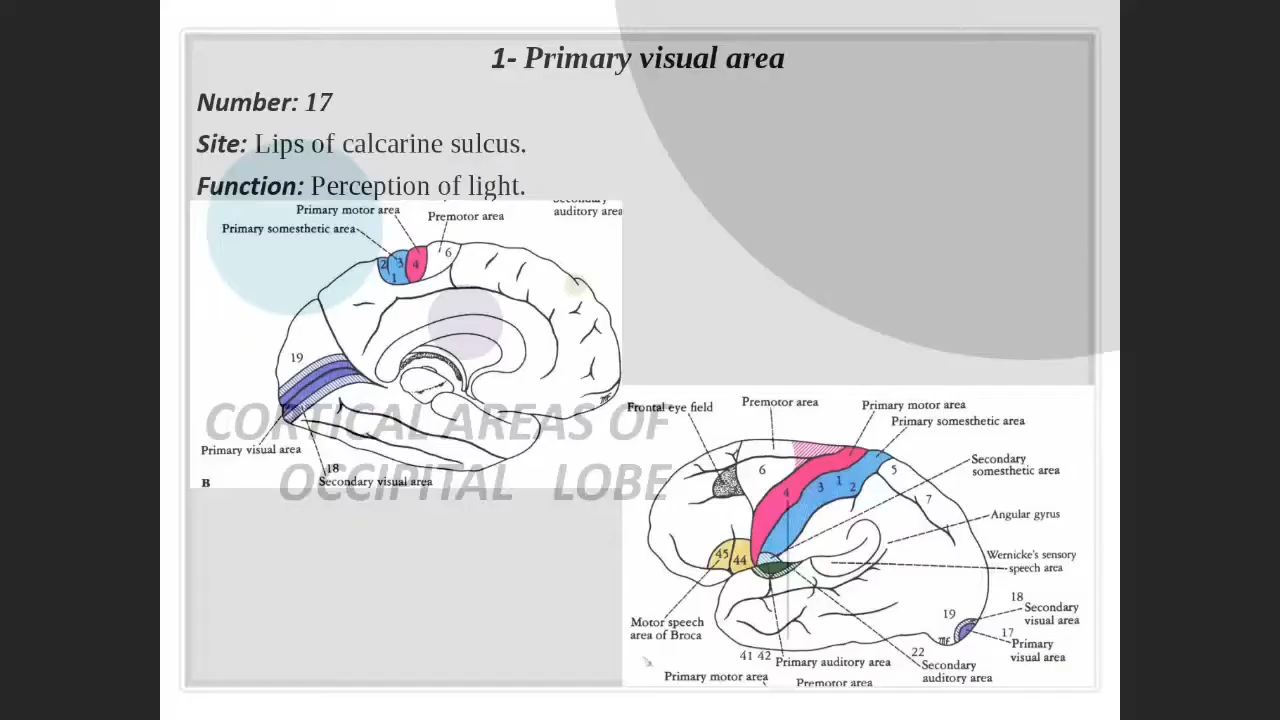 1- Primary visual area
Number: 17
Site: Lips of calcarine sulcus.
Function: Perception of light.
Primary motor area
Premotor area
Secondary
auditory area
Primary somesthetic area
2
3
1
4
6
19
Primary visual area
18
Secondary visual area
B
CORTICAL AREAS OF
OCCIPITAL LOBE
Frontal eye field
Premotor area
Primary motor area
Primary somesthetic area
Secondary
somesthetic area
6
4
3
1
2
5
7
Angular gyrus
Wernicke's sensory
speech area
45
44
18
Secondary
visual area
19
17
Primary
visual area
Motor speech
area of Broca
41 42
Primary auditory area
22
Secondary
auditory area
Primary motor area
Premotor area